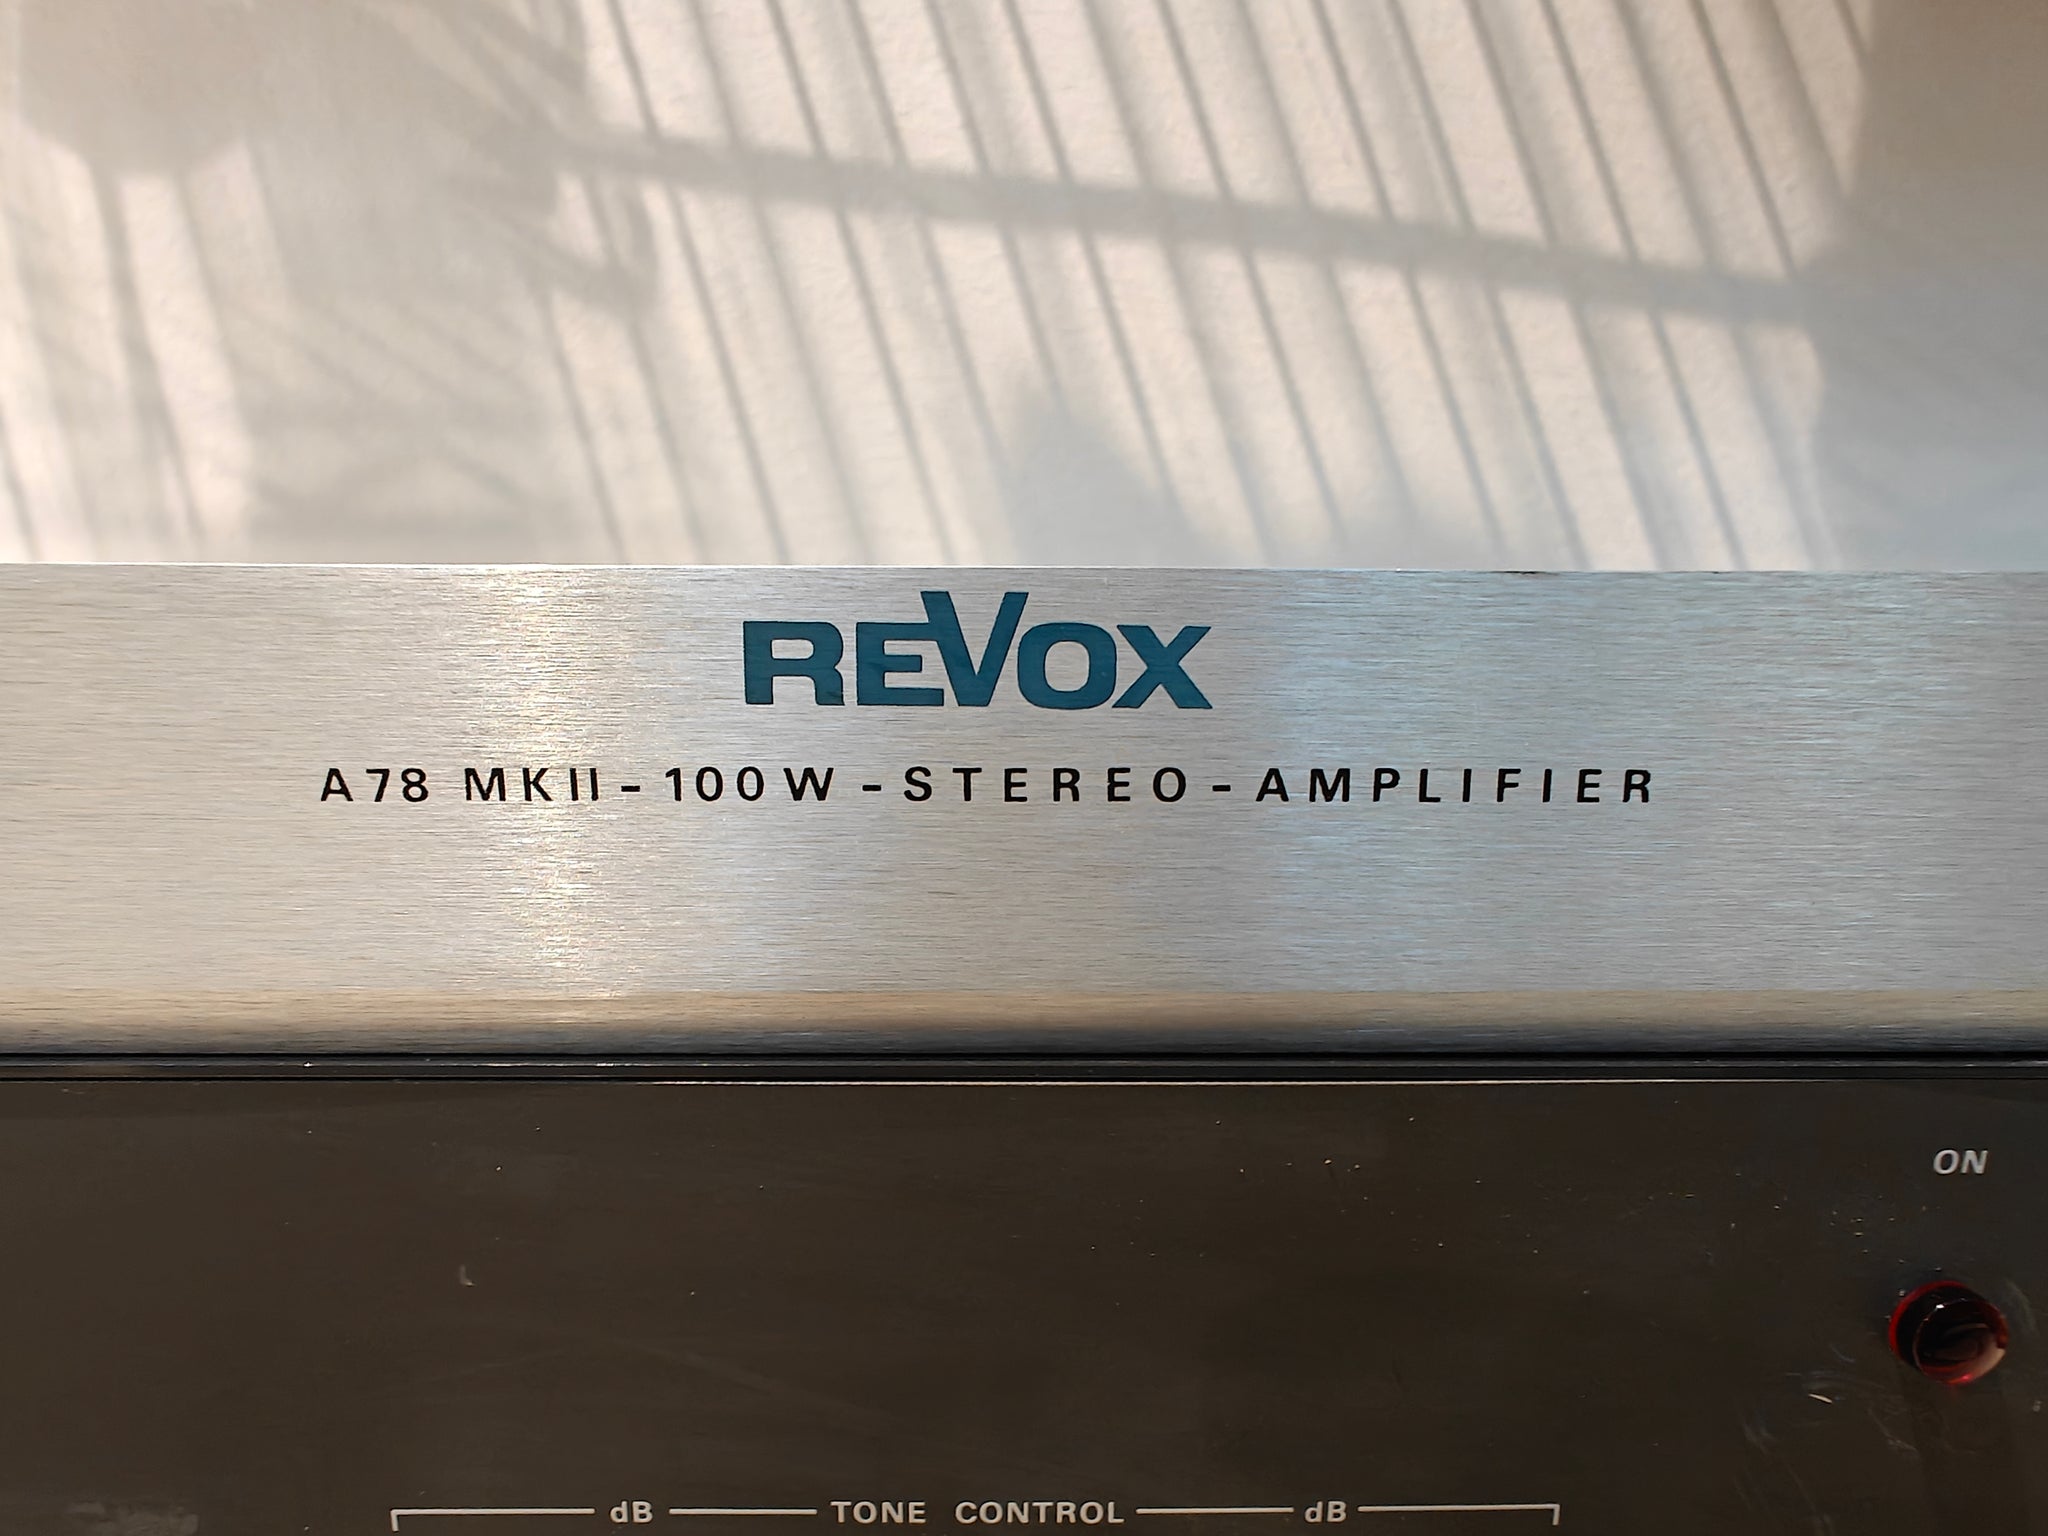 REVOX
A78 MKII-100W-STEREO-AMPLIFIER
ON
dB TONE CONTROL dB